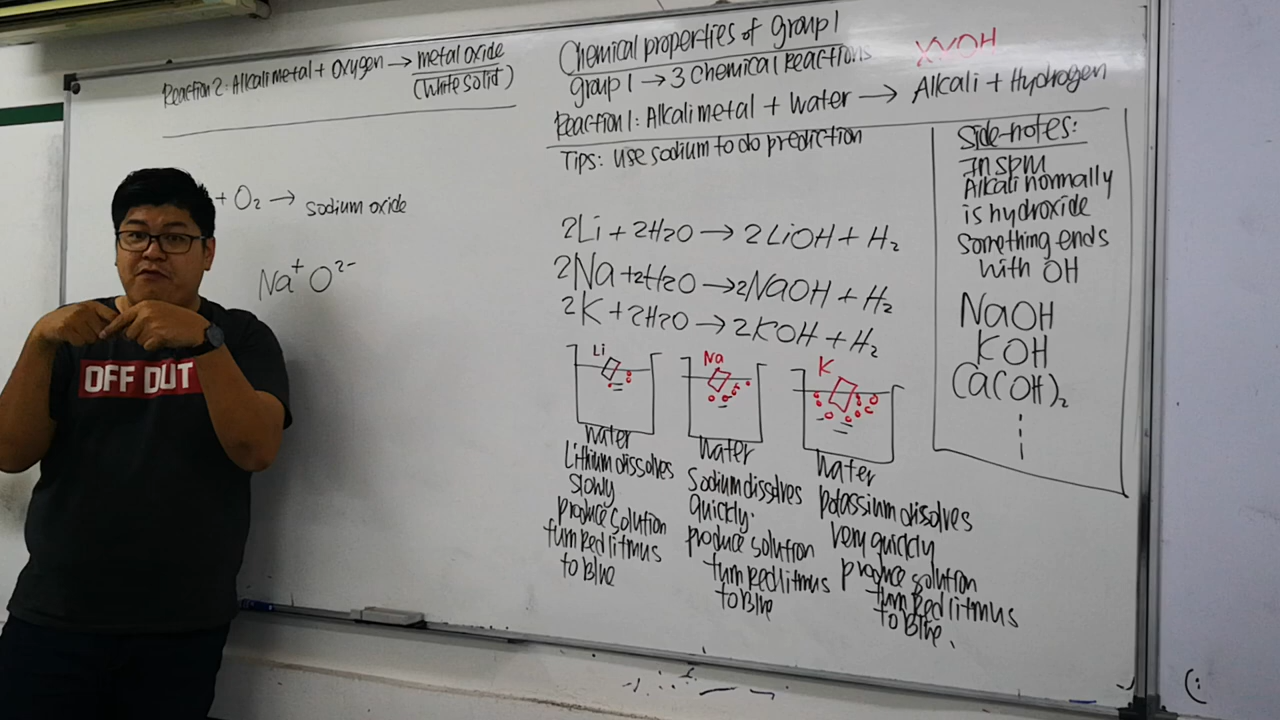 Reaction 2: Alkali metal + Oxygen → metal oxide
(White solid)
+ O₂ → sodium oxide
Na⁺ O²⁻
OFF DUT
Chemical properties of Group 1
Group 1 → 3 Chemical Reactions
XYOH
Reaction 1: Alkali metal + Water → Alkali + Hydrogen
Tips: use sodium to do prediction
2Li + 2H₂O → 2LiOH + H₂
2Na + 2H₂O → 2NaOH + H₂
2K + 2H₂O → 2KOH + H₂
Li
Water
Lithium dissolves
slowly
produce solution
turn Red litmus
to Blue
Na
Water
Sodium dissolves
quickly.
produce solution
turn Red litmus
to Blue
K
Water
potassium disolves
very quickly
produce solution
turn Red litmus
to Blue.
Side-notes:
In SPM
Alkali normally
is hydroxide
something ends
with OH
NaOH
KOH
Ca(OH)₂